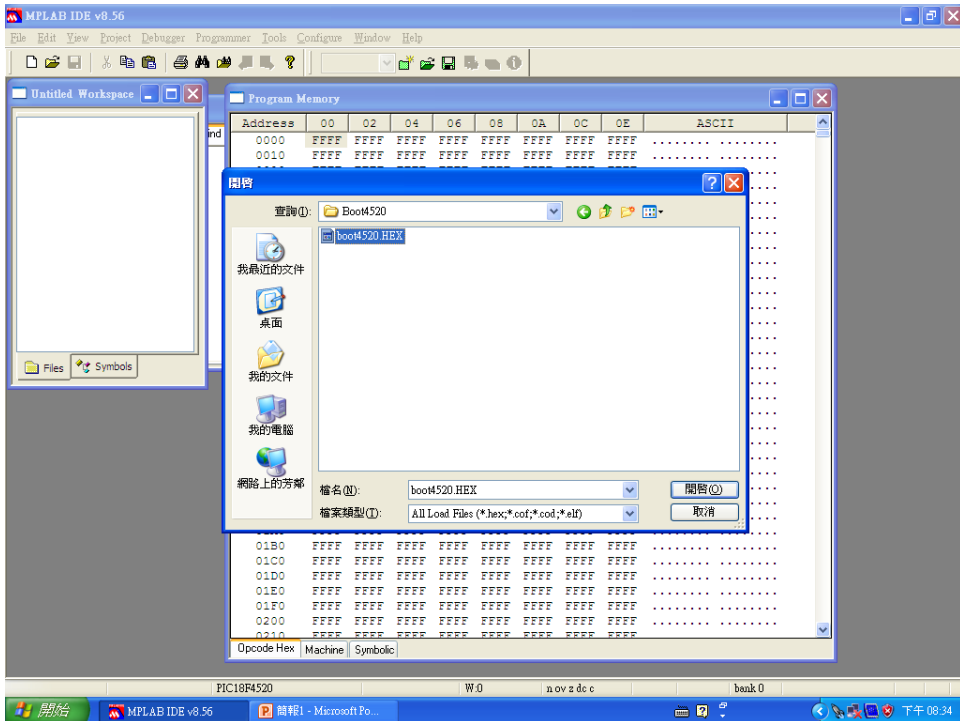 MPLAB IDE v8.56
File Edit View Project Debugger Programmer Tools Configure Window Help
Untitled Workspace
Program Memory
Address 00 02 04 06 08 0A 0C 0E ASCII
0000 FFFF FFFF FFFF FFFF FFFF FFFF FFFF FFFF ........ ........
0010 FFFF FFFF FFFF FFFF FFFF FFFF FFFF FFFF ........ ........
開啓
查詢(I): Boot4520
boot4520.HEX
我最近的文件
桌面
我的文件
我的電腦
網路上的芳鄰
檔名(N): boot4520.HEX 開啓(O)
檔案類型(T): All Load Files (*.hex;*.cof;*.cod;*.elf) 取消
Files Symbols
01B0 FFFF FFFF FFFF FFFF FFFF FFFF FFFF FFFF ........ ........
01C0 FFFF FFFF FFFF FFFF FFFF FFFF FFFF FFFF ........ ........
01D0 FFFF FFFF FFFF FFFF FFFF FFFF FFFF FFFF ........ ........
01E0 FFFF FFFF FFFF FFFF FFFF FFFF FFFF FFFF ........ ........
01F0 FFFF FFFF FFFF FFFF FFFF FFFF FFFF FFFF ........ ........
0200 FFFF FFFF FFFF FFFF FFFF FFFF FFFF FFFF ........ ........
0210 FFFF FFFF FFFF FFFF FFFF FFFF FFFF FFFF
Opcode Hex Machine Symbolic
PIC18F4520 W:0 n ov z dc c bank 0
開始 MPLAB IDE v8.56 簡報1 - Microsoft Po... 下午 08:34